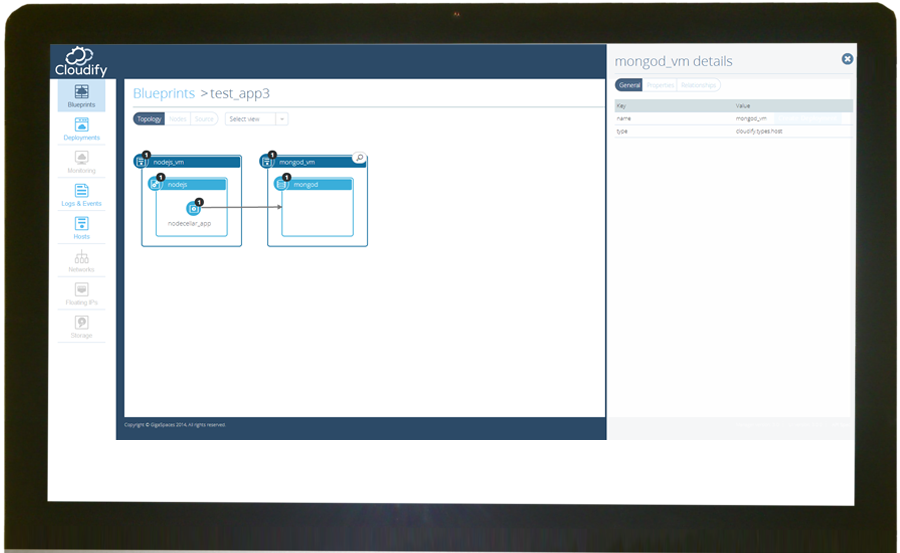 Cloudify
Blueprints
Deployments
Monitoring
Logs & Events
Hosts
Networks
Floating IPs
Storage
Blueprints > test_app3
Topology Nodes Source Select view
1 nodejs_vm
1 nodejs
1
nodecellar_app
1 mongod_vm
1 mongod
Copyright © GigaSpaces 2014, All rights reserved.
mongod_vm details
General Properties Relationships
Key Value
name mongod_vm
type cloudify.types.host